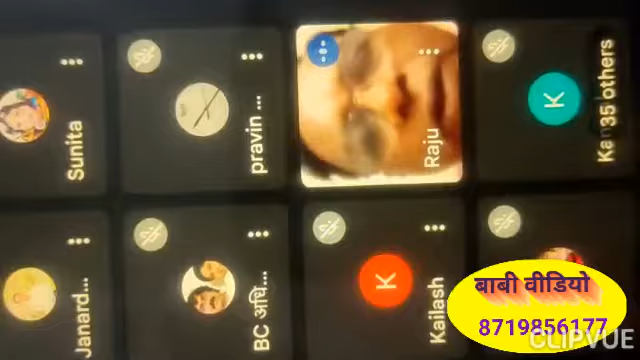 Sunita
pravin ...
Raju
Ka
35 others
Janard...
BC अधि...
K
Kailash
K
बाबी वीडियो
8719856177
CLIPVUE